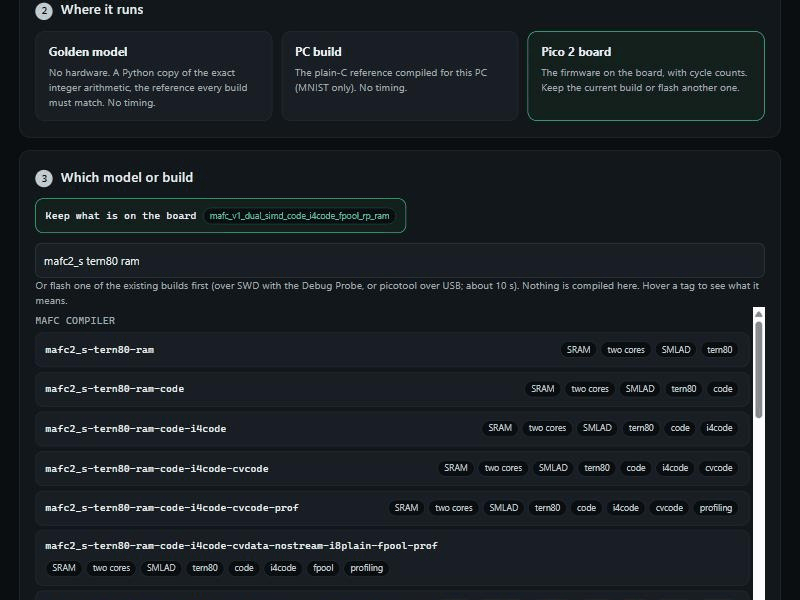 2 Where it runs
Golden model
No hardware. A Python copy of the exact
integer arithmetic, the reference every build
must match. No timing.
PC build
The plain-C reference compiled for this PC
(MNIST only). No timing.
Pico 2 board
The firmware on the board, with cycle counts.
Keep the current build or flash another one.
3 Which model or build
Keep what is on the board mafc_v1_dual_simd_code_i4code_fpool_rp_ram
mafc2_s tern80 ram
Or flash one of the existing builds first (over SWD with the Debug Probe, or picotool over USB; about 10 s). Nothing is compiled here. Hover a tag to see what it
means.
MAFC COMPILER
mafc2_s-tern80-ram SRAM two cores SMLAD tern80
mafc2_s-tern80-ram-code SRAM two cores SMLAD tern80 code
mafc2_s-tern80-ram-code-i4code SRAM two cores SMLAD tern80 code i4code
mafc2_s-tern80-ram-code-i4code-cvcode SRAM two cores SMLAD tern80 code i4code cvcode
mafc2_s-tern80-ram-code-i4code-cvcode-prof SRAM two cores SMLAD tern80 code i4code cvcode profiling
mafc2_s-tern80-ram-code-i4code-cvdata-nostream-i8plain-fpool-prof
SRAM two cores SMLAD tern80 code i4code fpool profiling